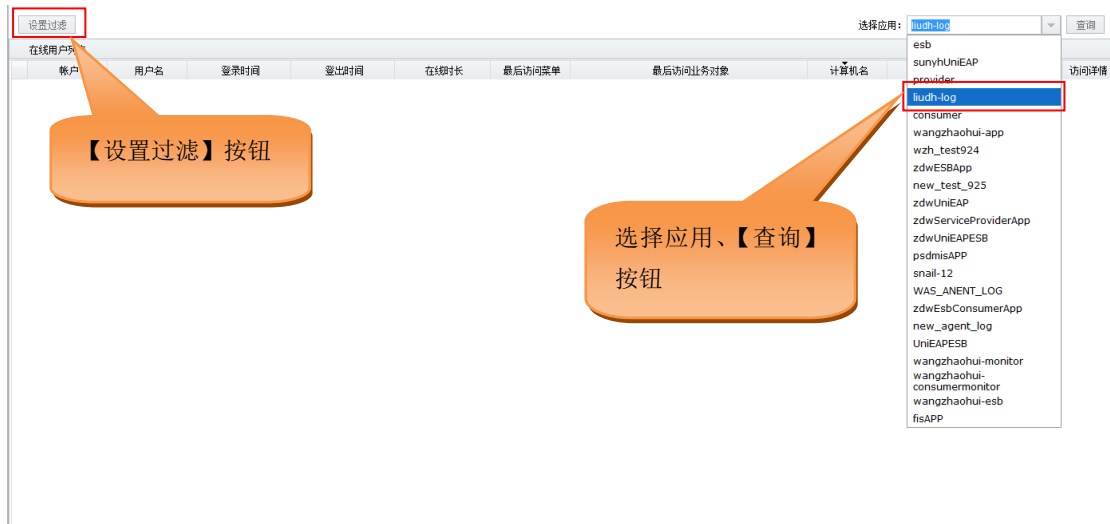 设置过滤
选择应用:
liudh-log
查询
在线用户列表
帐户
用户名
登录时间
登出时间
在线时长
最后访问菜单
最后访问业务对象
计算机名
访问详情
esb
sunyhUniEAP
provider
liudh-log
consumer
wangzhaohui-app
wzh_test924
zdwESBApp
new_test_925
zdwUniEAP
zdwServiceProviderApp
zdwUniEAPESB
psdmisAPP
snail-12
WAS_ANENT_LOG
zdwEsbConsumerApp
new_agent_log
UniEAPESB
wangzhaohui-monitor
wangzhaohui-
consumermonitor
wangzhaohui-esb
fisAPP
【设置过滤】按钮
选择应用、【查询】
按钮